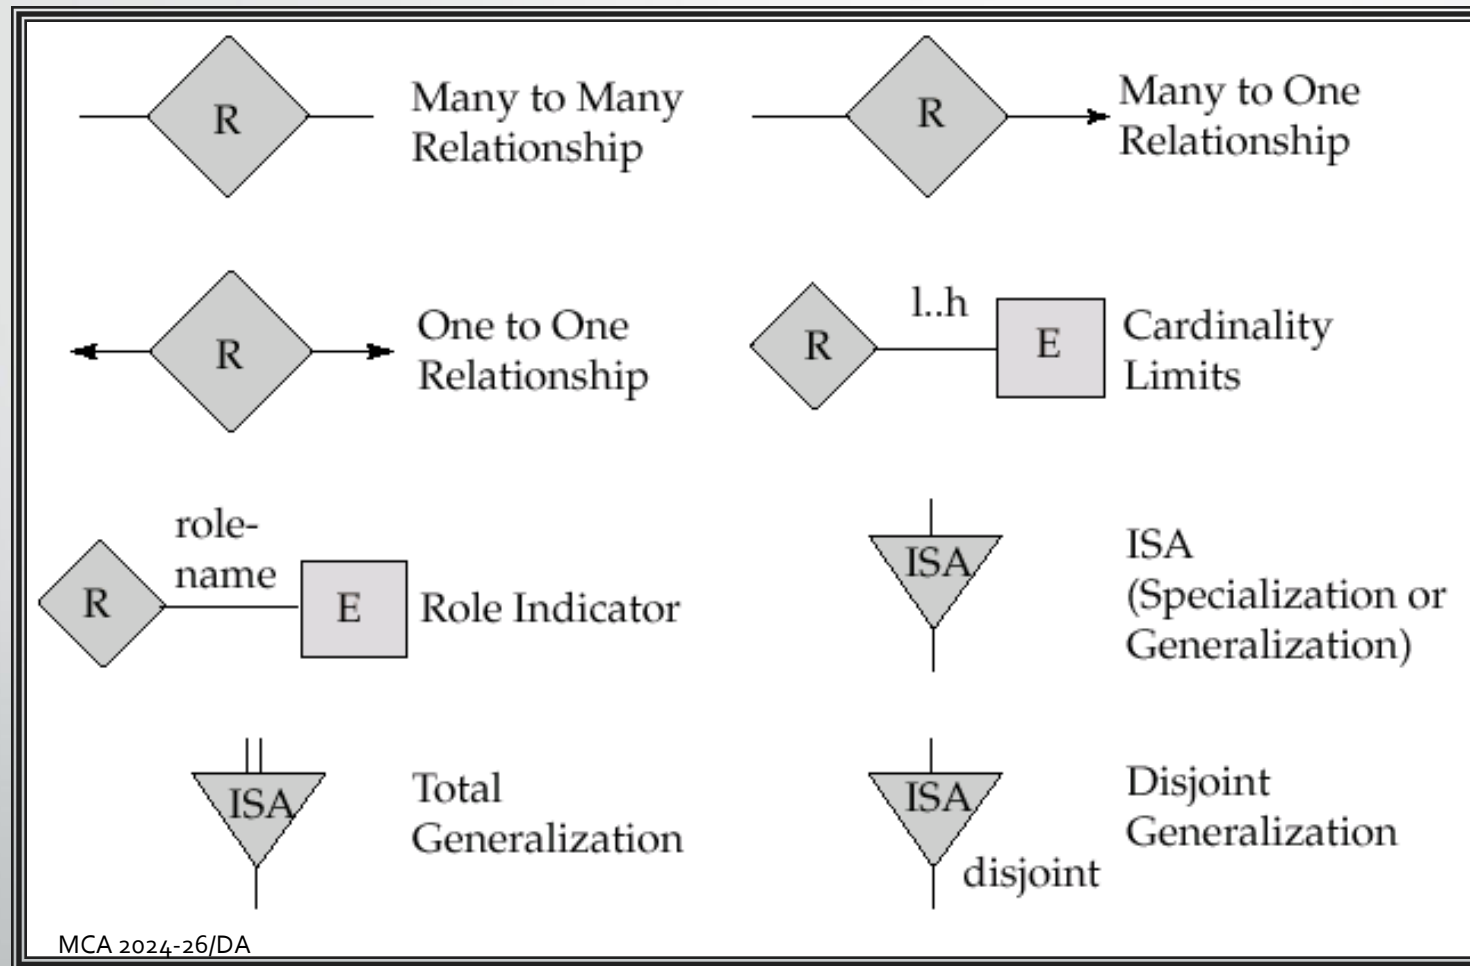 R
Many to Many
Relationship
R
Many to One
Relationship
R
One to One
Relationship
R
l..h
E
Cardinality
Limits
R
role-
name
E
Role Indicator
ISA
ISA
(Specialization or
Generalization)
ISA
Total
Generalization
ISA
disjoint
Disjoint
Generalization
MCA 2024-26/DA